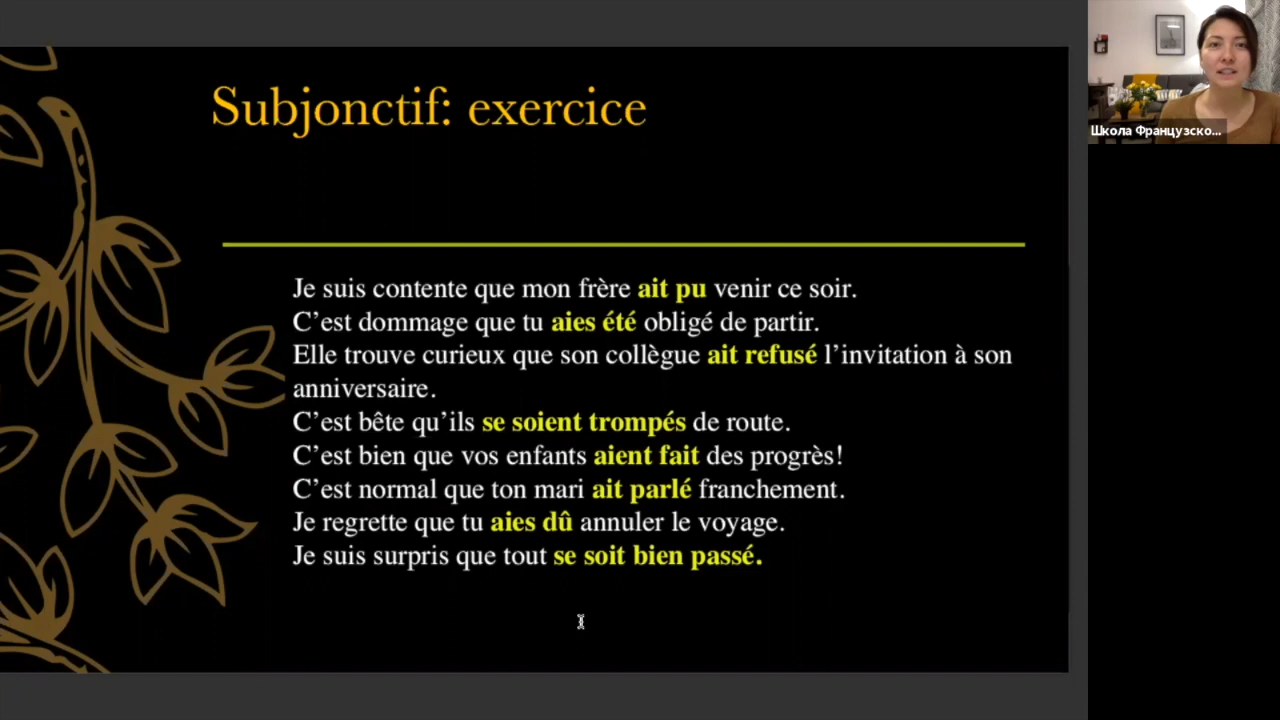 Subjonctif: exercice
Je suis contente que mon frère ait pu venir ce soir.
C’est dommage que tu aies été obligé de partir.
Elle trouve curieux que son collègue ait refusé l’invitation à son
anniversaire.
C’est bête qu’ils se soient trompés de route.
C’est bien que vos enfants aient fait des progrès!
C’est normal que ton mari ait parlé franchement.
Je regrette que tu aies dû annuler le voyage.
Je suis surpris que tout se soit bien passé.
Школа Французско...